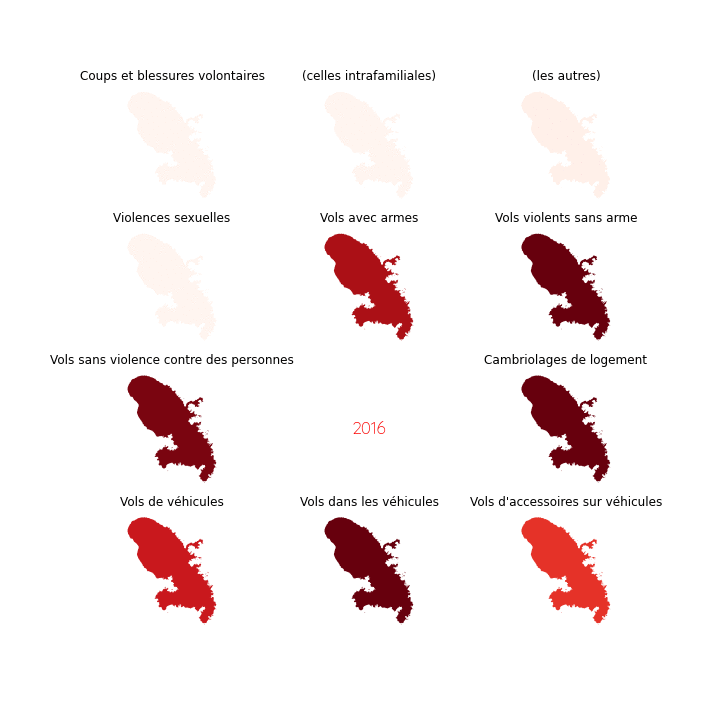 Coups et blessures volontaires
(celles intrafamiliales)
(les autres)
Violences sexuelles
Vols avec armes
Vols violents sans arme
Vols sans violence contre des personnes
Cambriolages de logement
2016
Vols de véhicules
Vols dans les véhicules
Vols d'accessoires sur véhicules